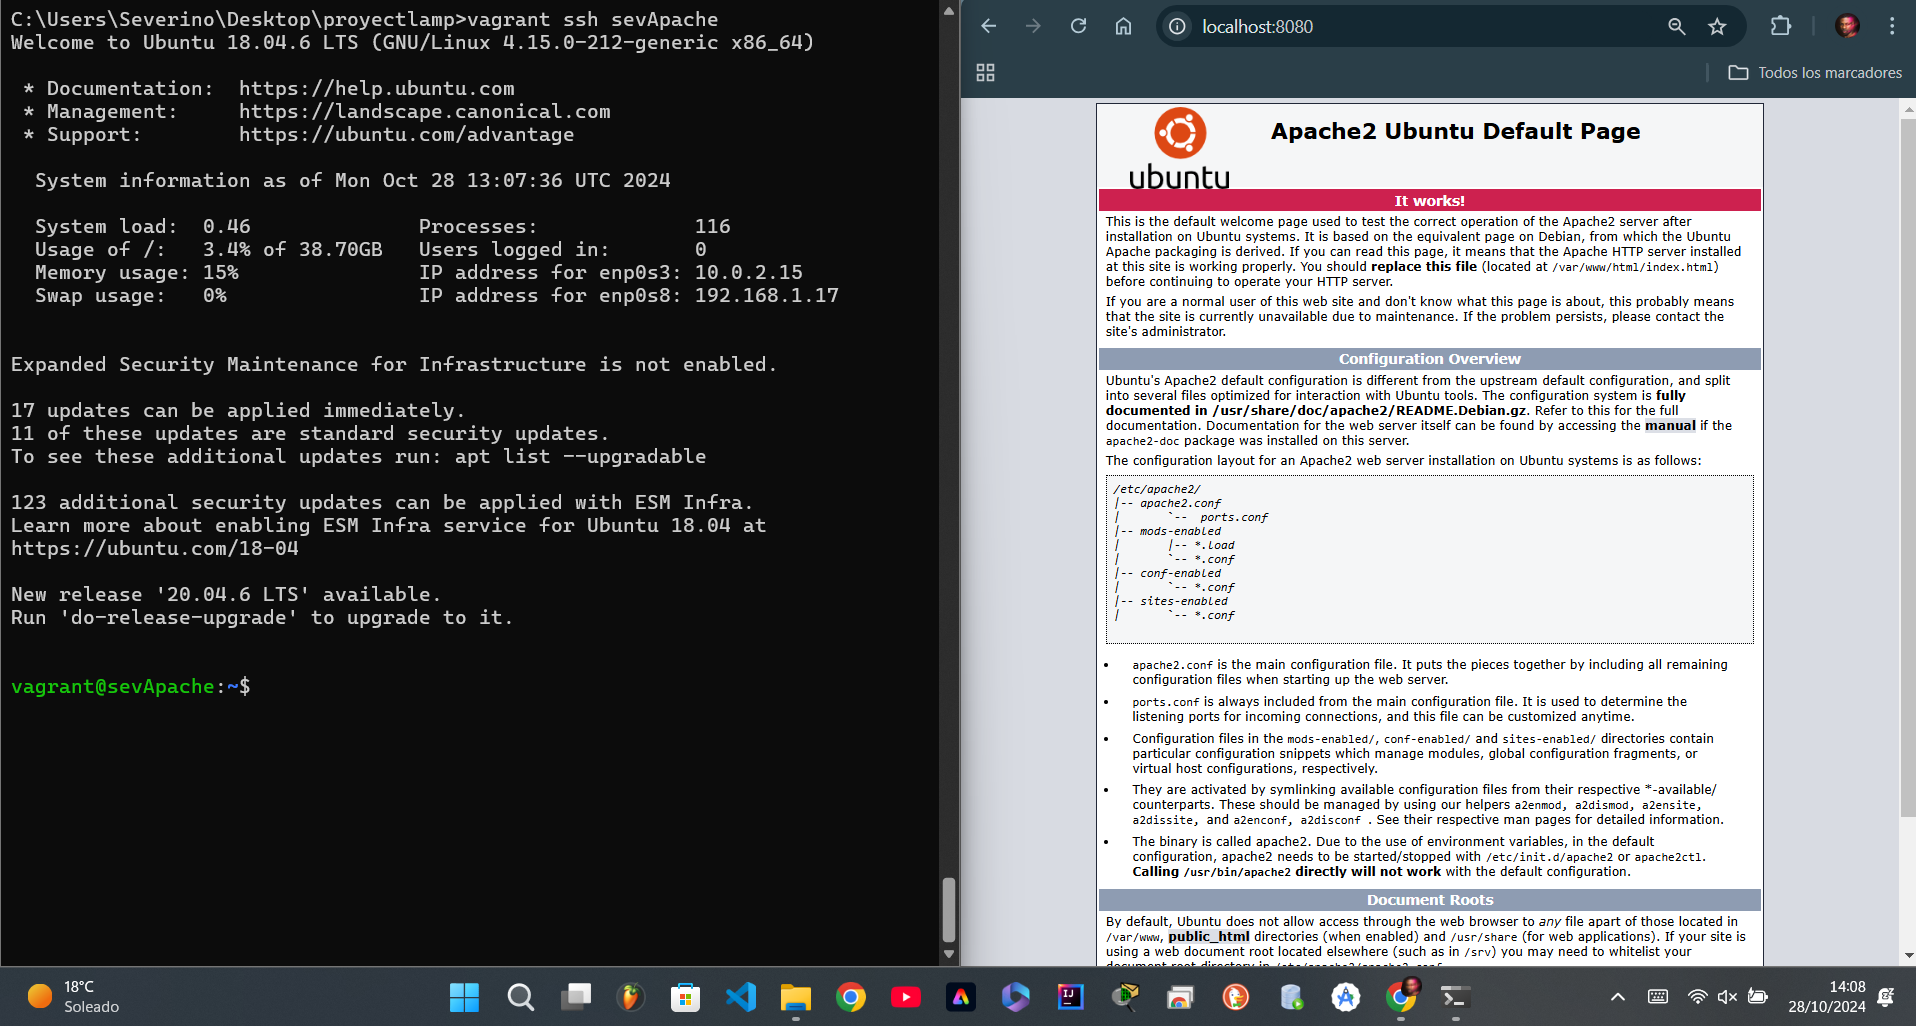 C:\Users\Severino\Desktop\proyectlamp>vagrant ssh sevApache
Welcome to Ubuntu 18.04.6 LTS (GNU/Linux 4.15.0-212-generic x86_64)
* Documentation:  https://help.ubuntu.com
* Management:     https://landscape.canonical.com
* Support:        https://ubuntu.com/advantage
System information as of Mon Oct 28 13:07:36 UTC 2024
System load:  0.46              Processes:             116
Usage of /:   3.4% of 38.70GB   Users logged in:       0
Memory usage: 15%               IP address for enp0s3: 10.0.2.15
Swap usage:   0%                IP address for enp0s8: 192.168.1.17
Expanded Security Maintenance for Infrastructure is not enabled.
17 updates can be applied immediately.
11 of these updates are standard security updates.
To see these additional updates run: apt list --upgradable
123 additional security updates can be applied with ESM Infra.
Learn more about enabling ESM Infra service for Ubuntu 18.04 at
https://ubuntu.com/18-04
New release '20.04.6 LTS' available.
Run 'do-release-upgrade' to upgrade to it.
vagrant@sevApache:~$
localhost:8080
Todos los marcadores
ubuntu
Apache2 Ubuntu Default Page
It works!
This is the default welcome page used to test the correct operation of the Apache2 server after
installation on Ubuntu systems. It is based on the equivalent page on Debian, from which the Ubuntu
Apache packaging is derived. If you can read this page, it means that the Apache HTTP server installed
at this site is working properly. You should replace this file (located at /var/www/html/index.html)
before continuing to operate your HTTP server.
If you are a normal user of this web site and don't know what this page is about, this probably means
that the site is currently unavailable due to maintenance. If the problem persists, please contact the
site's administrator.
Configuration Overview
Ubuntu's Apache2 default configuration is different from the upstream default configuration, and split
into several files optimized for interaction with Ubuntu tools. The configuration system is fully
documented in /usr/share/doc/apache2/README.Debian.gz. Refer to this for the full
documentation. Documentation for the web server itself can be found by accessing the manual if the
apache2-doc package was installed on this server.
The configuration layout for an Apache2 web server installation on Ubuntu systems is as follows:
/etc/apache2/
|-- apache2.conf
|       `--  ports.conf
|-- mods-enabled
|       |-- *.load
|       `-- *.conf
|-- conf-enabled
|       `-- *.conf
|-- sites-enabled
|       `-- *.conf
• apache2.conf is the main configuration file. It puts the pieces together by including all remaining
configuration files when starting up the web server.
• ports.conf is always included from the main configuration file. It is used to determine the
listening ports for incoming connections, and this file can be customized anytime.
• Configuration files in the mods-enabled/, conf-enabled/ and sites-enabled/ directories contain
particular configuration snippets which manage modules, global configuration fragments, or
virtual host configurations, respectively.
• They are activated by symlinking available configuration files from their respective *-available/
counterparts. These should be managed by using our helpers a2enmod, a2dismod, a2ensite,
a2dissite, and a2enconf, a2disconf . See their respective man pages for detailed information.
• The binary is called apache2. Due to the use of environment variables, in the default
configuration, apache2 needs to be started/stopped with /etc/init.d/apache2 or apache2ctl.
Calling /usr/bin/apache2 directly will not work with the default configuration.
Document Roots
By default, Ubuntu does not allow access through the web browser to any file apart of those located in
/var/www, public_html directories (when enabled) and /usr/share (for web applications). If your site is
using a web document root located elsewhere (such as in /srv) you may need to whitelist your
document root directory in /etc/apache2/apache2.conf.
18°C
Soleado
14:08
28/10/2024